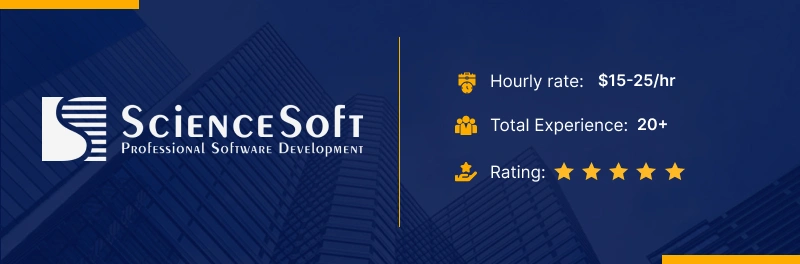 ScienceSoft
Professional Software Development
Hourly rate: $15-25/hr
Total Experience: 20+
Rating: